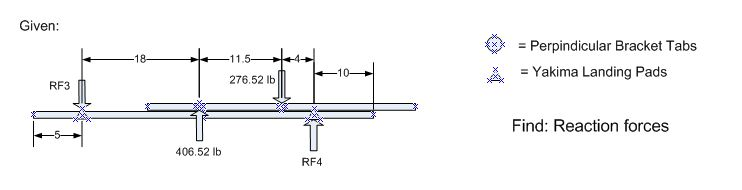 Given:
18
11.5
4
276.52 lb
10
RF3
5
406.52 lb
RF4
= Perpindicular Bracket Tabs
= Yakima Landing Pads
Find: Reaction forces